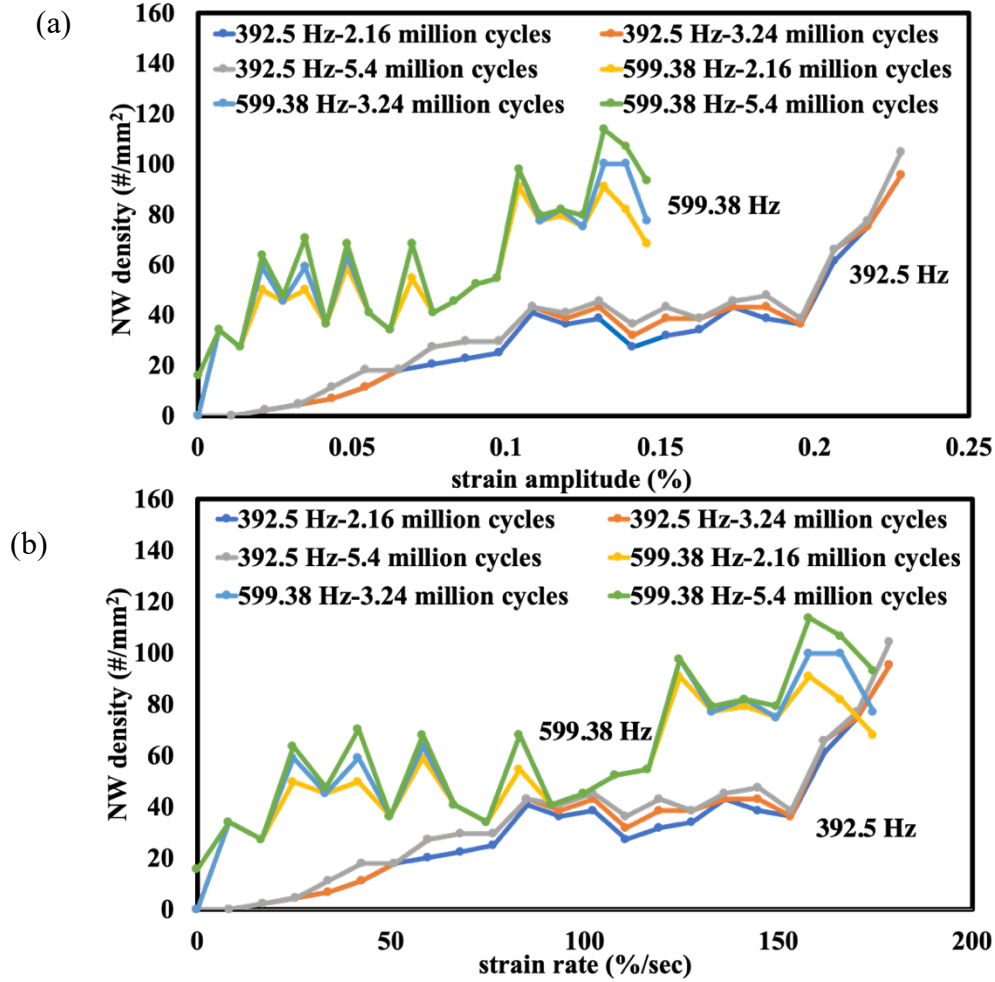 (a)
160
140
120
100
80
60
40
20
0
NW density (#/mm²)
392.5 Hz-2.16 million cycles
392.5 Hz-3.24 million cycles
392.5 Hz-5.4 million cycles
599.38 Hz-2.16 million cycles
599.38 Hz-3.24 million cycles
599.38 Hz-5.4 million cycles
599.38 Hz
392.5 Hz
0 0.05 0.1 0.15 0.2 0.25
strain amplitude (%)
(b)
160
140
120
100
80
60
40
20
0
NW density (#/mm²)
392.5 Hz-2.16 million cycles
392.5 Hz-3.24 million cycles
392.5 Hz-5.4 million cycles
599.38 Hz-2.16 million cycles
599.38 Hz-3.24 million cycles
599.38 Hz-5.4 million cycles
599.38 Hz
392.5 Hz
0 50 100 150 200
strain rate (%/sec)